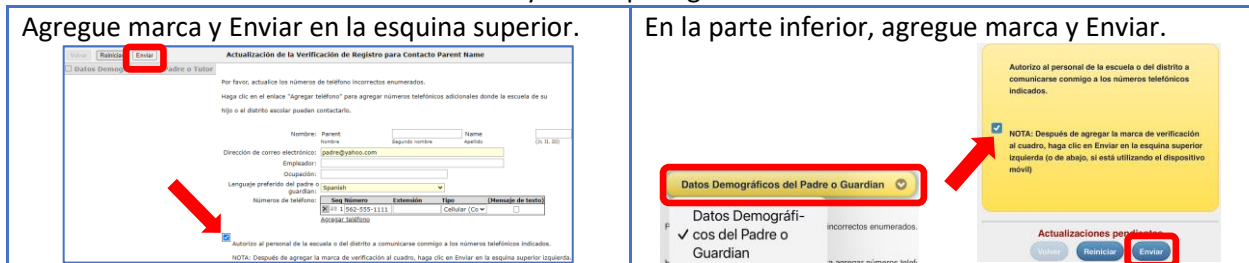 Agregue marca y Enviar en la esquina superior.
Volver Reiniciar Enviar Actualización de la Verificación de Registro para Contacto Parent Name
Por favor, actualice los números de teléfono incorrectos enumerados.
Haga clic en el enlace "Agregar teléfono" para agregar números telefónicos adicionales donde la escuela de su
hijo o el distrito escolar pueden contactarlo.
Nombre: Parent Name
Nombre Segundo nombre Apellido (Jr, II, III)
Dirección de correo electrónico: padre@yahoo.com
Empleador:
Ocupación:
Lenguaje preferido del padre o
guardian: Spanish
Números de teléfono: Seq Número Extensión Tipo (Mensaje de texto)
1 562-555-1111 Cellular (Co
Agregar teléfono
Autorizo al personal de la escuela o del distrito a comunicarse conmigo a los números telefónicos indicados.
NOTA: Después de agregar la marca de verificación al cuadro, haga clic en Enviar en la esquina superior izquierda.
En la parte inferior, agregue marca y Enviar.
Datos Demográficos del Padre o Guardian
Datos Demográfi-
✓ cos del Padre o
Guardian
incorrectos enumerados.
Autorizo al personal de la escuela o del distrito a
comunicarse conmigo a los números telefónicos
indicados.
NOTA: Después de agregar la marca de verificación
al cuadro, haga clic en Enviar en la esquina superior
izquierda (o de abajo, si está utilizando el dispositivo
móvil)
Actualizaciones pendientes
Volver Reiniciar Enviar